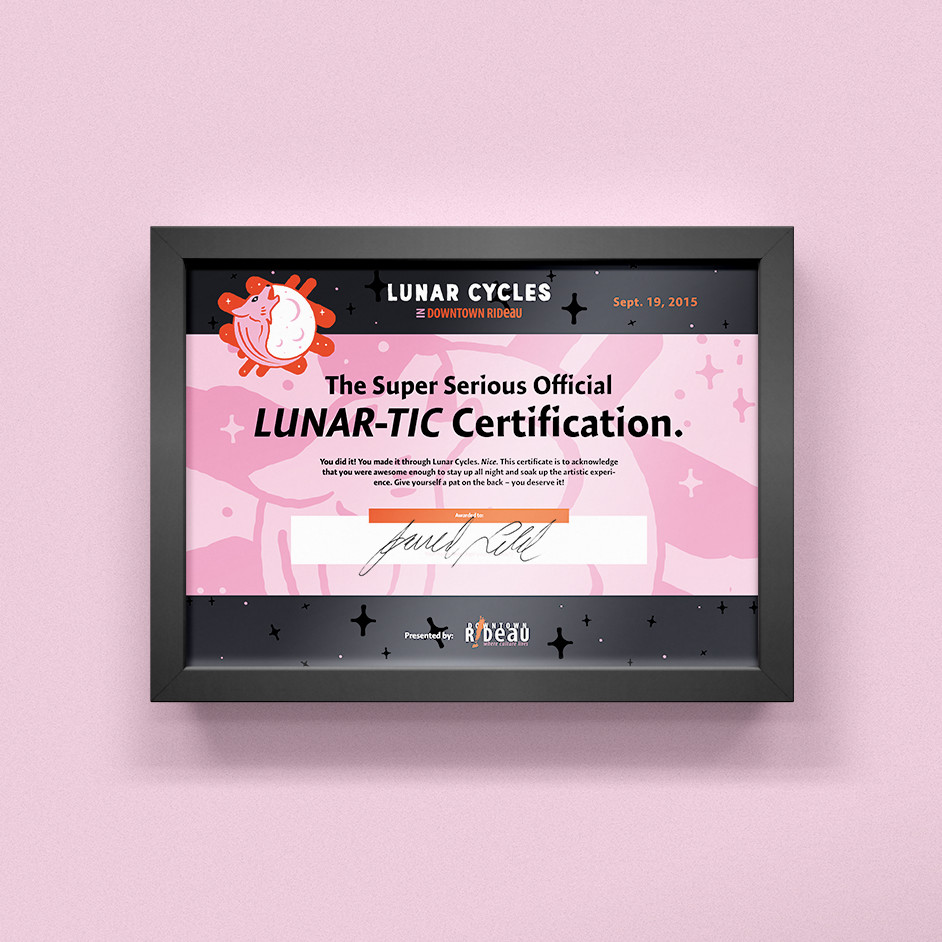 LUNAR CYCLES
IN DOWNTOWN RIDeaU
Sept. 19, 2015
The Super Serious Official
LUNAR-TIC Certification.
You did it! You made it through Lunar Cycles. Nice. This certificate is to acknowledge
that you were awesome enough to stay up all night and soak up the artistic experi-
ence. Give yourself a pat on the back – you deserve it!
Awarded to:
Presented by:
DOWNTOWN
RIDeaU
where culture lives